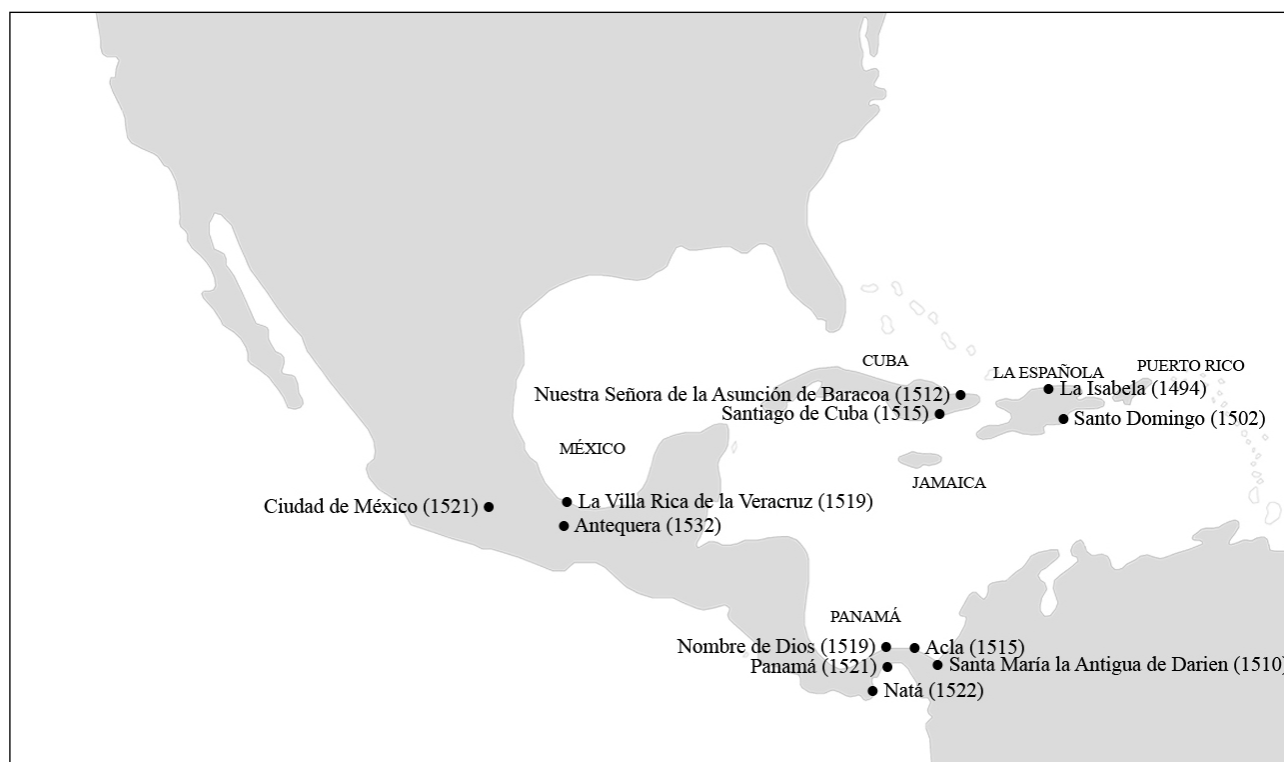 CUBA
LA ESPAÑOLA
PUERTO RICO
Nuestra Señora de la Asunción de Baracoa (1512)
La Isabela (1494)
Santiago de Cuba (1515)
Santo Domingo (1502)
MÉXICO
JAMAICA
Ciudad de México (1521)
La Villa Rica de la Veracruz (1519)
Antequera (1532)
PANAMÁ
Nombre de Dios (1519)
Acla (1515)
Panamá (1521)
Santa María la Antigua de Darien (1510)
Natá (1522)